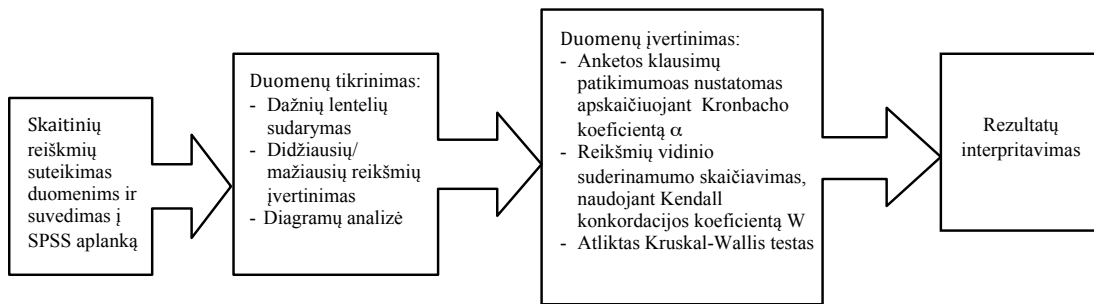 Skaitinių
reiškmių
suteikimas
duomenims ir
suvedimas į
SPSS aplanką
Duomenų tikrinimas:
- Dažnių lentelių
sudarymas
- Didžiausių/
mažiausių reikšmių
įvertinimas
- Diagramų analizė
Duomenų įvertinimas:
- Anketos klausimų
patikimumoas nustatomas
apskaičiuojant Kronbacho
koeficientą α
- Reikšmių vidinio
suderinamumo skaičiavimas,
naudojant Kendall
konkordacijos koeficientą W
- Atliktas Kruskal-Wallis testas
Rezultatų
interpritavimas